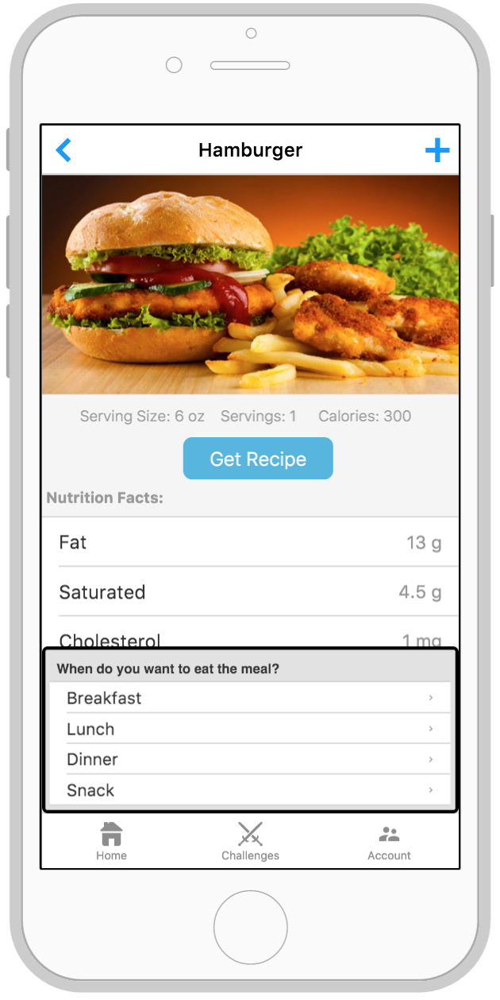 Hamburger
Serving Size: 6 oz Servings: 1 Calories: 300
Get Recipe
Nutrition Facts:
Fat 13 g
Saturated 4.5 g
Cholesterol 1 mg
When do you want to eat the meal?
Breakfast ›
Lunch ›
Dinner ›
Snack ›
Home Challenges Account